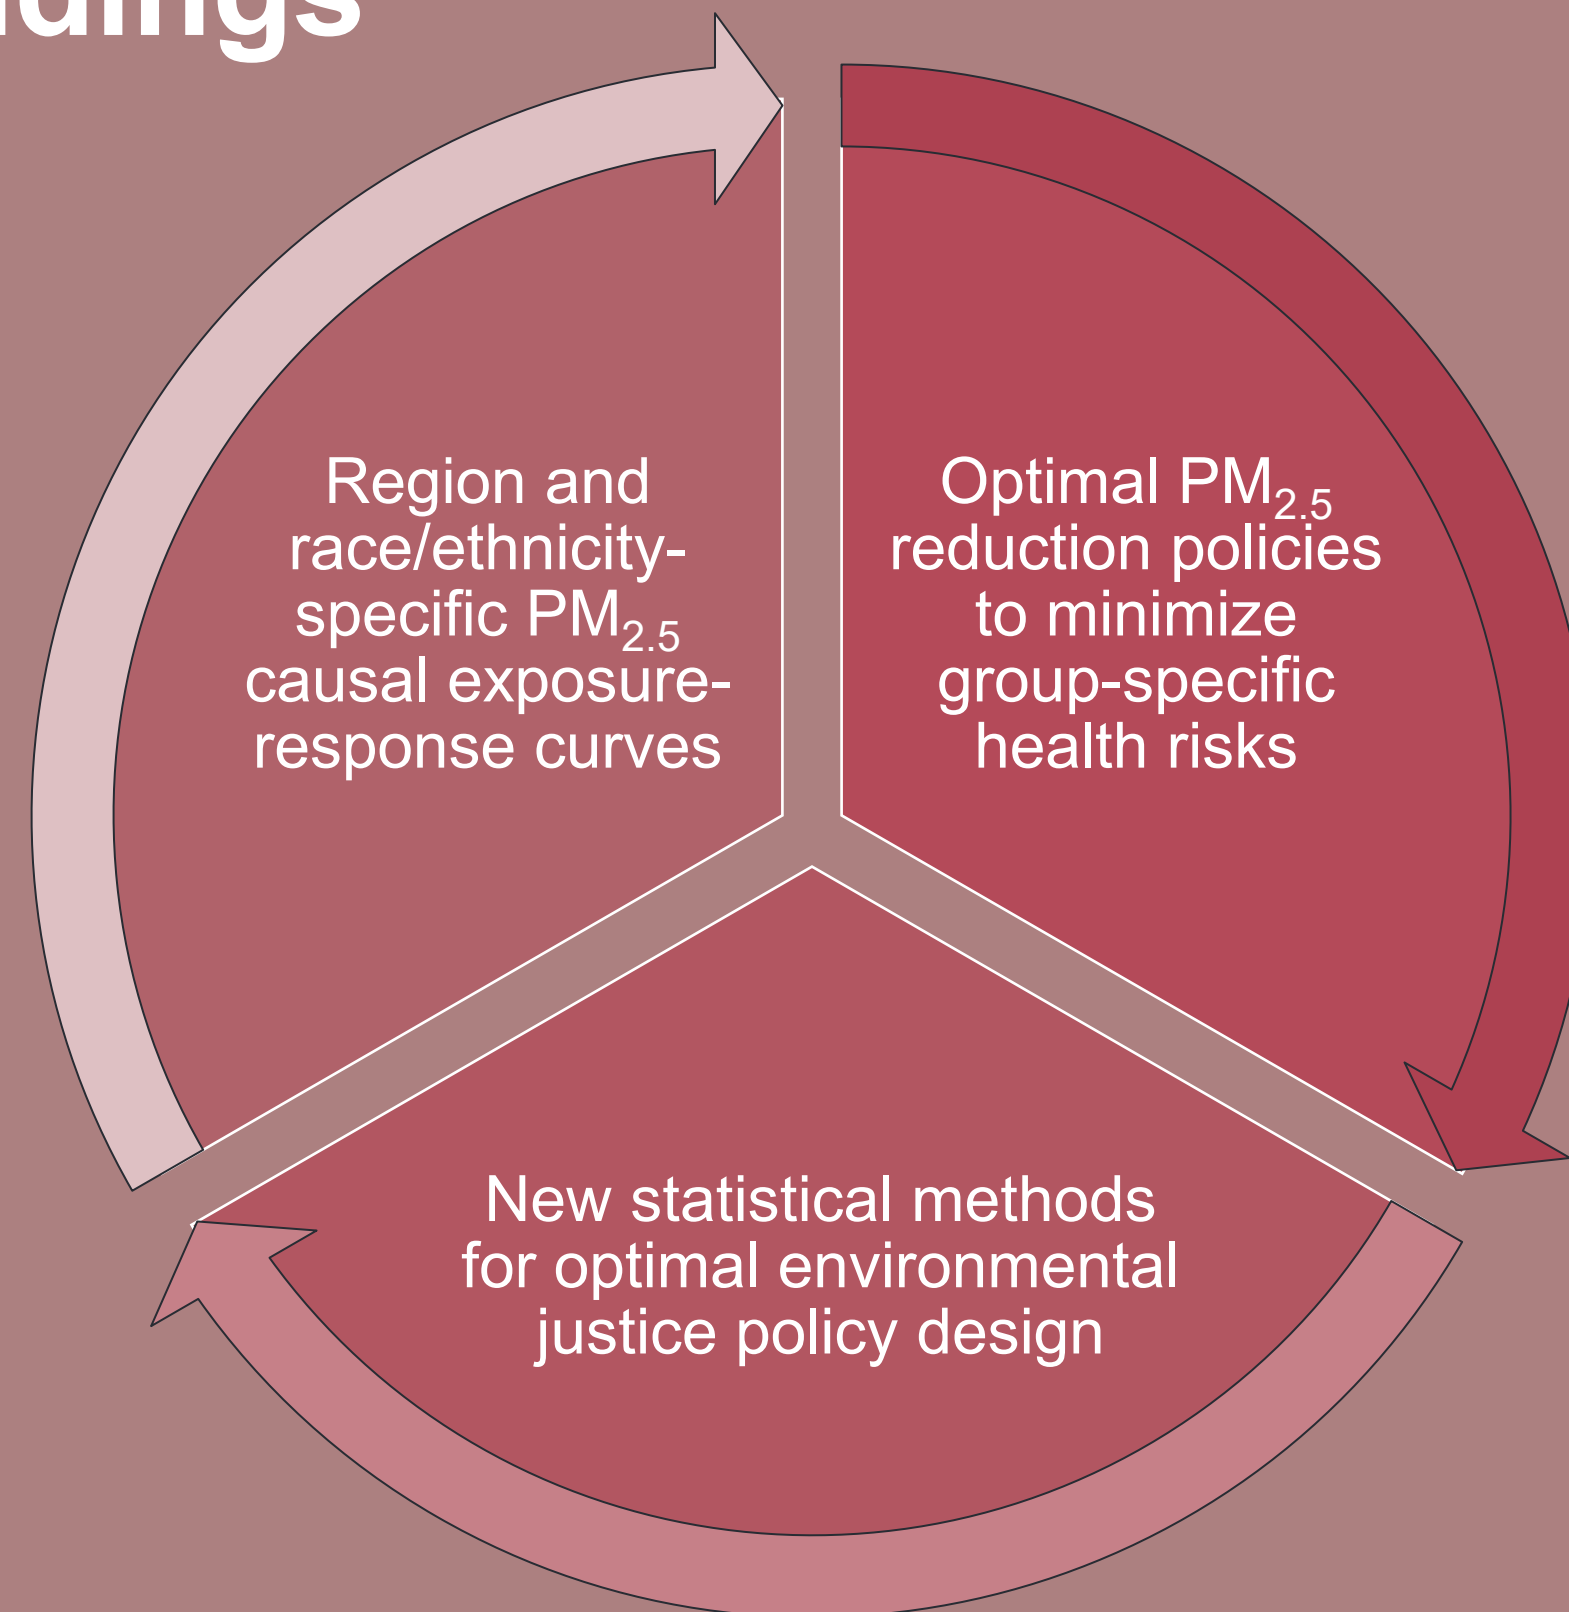 Region and
race/ethnicity-
specific PM₂.₅
causal exposure-
response curves
Optimal PM₂.₅
reduction policies
to minimize
group-specific
health risks
New statistical methods
for optimal environmental
justice policy design